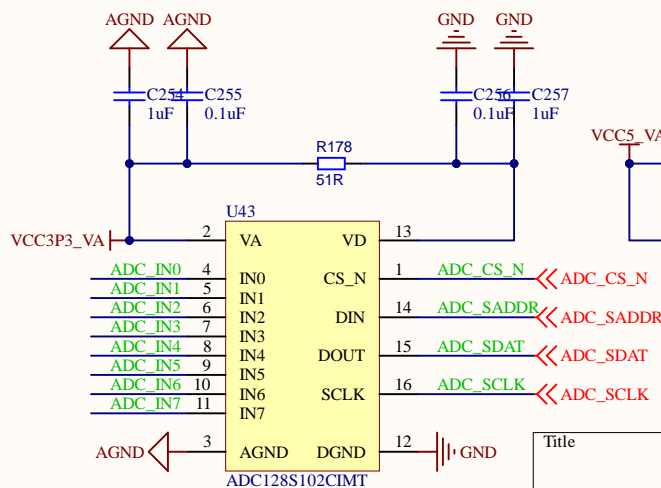 AGND AGND GND GND
C254 C255 C256 C257
1uF 0.1uF 0.1uF 1uF
R178
51R
VCC5_VA
U43
VCC3P3_VA 2 VA VD 13
ADC_IN0 4 IN0 CS_N 1 ADC_CS_N ADC_CS_N
ADC_IN1 5 IN1
ADC_IN2 6 IN2 DIN 14 ADC_SADDR ADC_SADDR
ADC_IN3 7 IN3
ADC_IN4 8 IN4 DOUT 15 ADC_SDAT ADC_SDAT
ADC_IN5 9 IN5
ADC_IN6 10 IN6 SCLK 16 ADC_SCLK ADC_SCLK
ADC_IN7 11 IN7
AGND 3 AGND DGND 12 GND
ADC128S102CIMT
Title